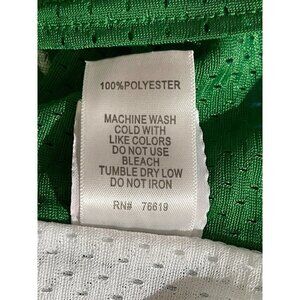 100%POLYESTER
MACHINE WASH
COLD WITH
LIKE COLORS
DO NOT USE
BLEACH
TUMBLE DRY LOW
DO NOT IRON
RN# 76619